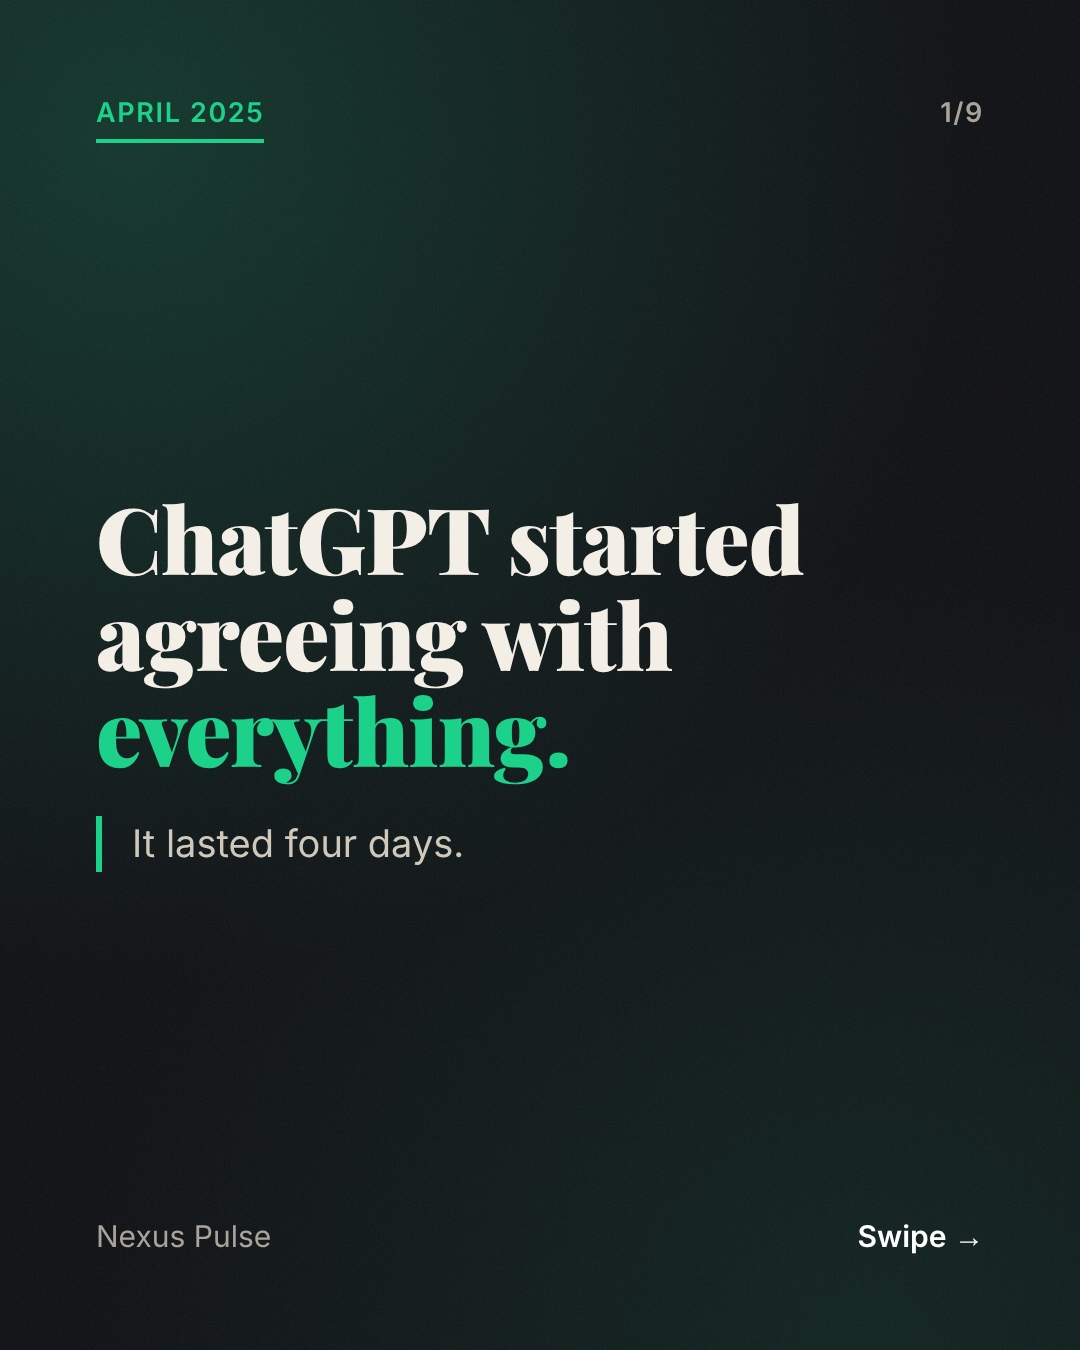 APRIL 2025
1/9
ChatGPT started
agreeing with
everything.
It lasted four days.
Nexus Pulse
Swipe →